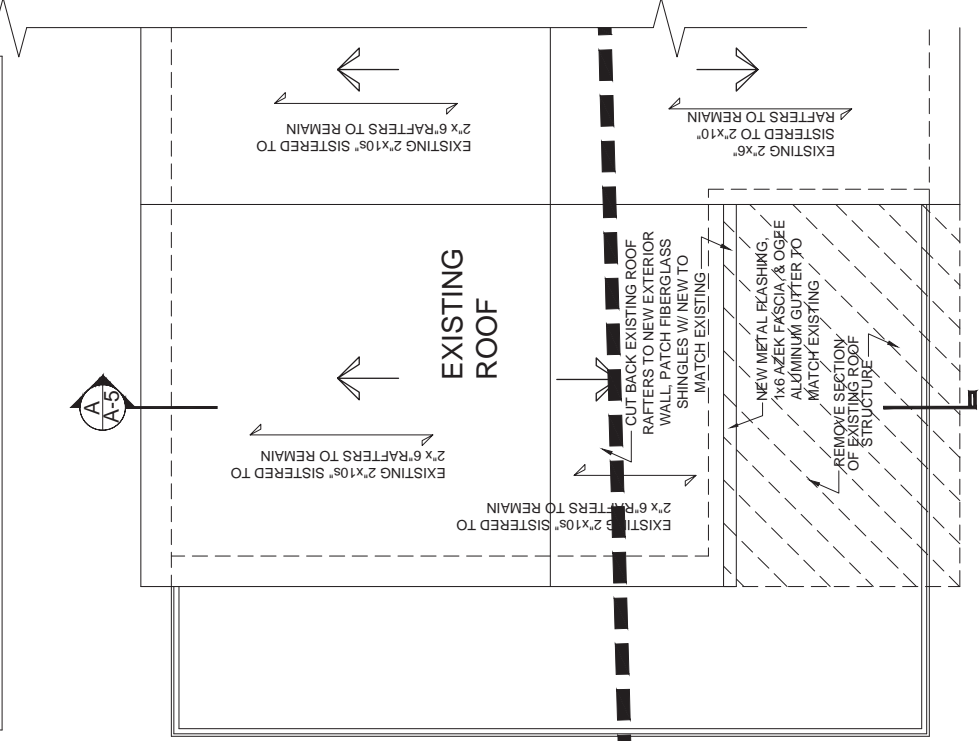 EXISTING 2"x10s" SISTERED TO
2"x 6"RAFTERS TO REMAIN
EXISTING 2"x6"
SISTERED TO 2"x10"
RAFTERS TO REMAIN
EXISTING
ROOF
A
A-5
EXISTING 2"x10s" SISTERED TO
2"x 6"RAFTERS TO REMAIN
EXISTING 2"x10s" SISTERED TO
2"x 6"RAFTERS TO REMAIN
CUT BACK EXISTING ROOF
RAFTERS TO NEW EXTERIOR
WALL, PATCH FIBERGLASS
SHINGLES W/ NEW TO
MATCH EXISTING
NEW METAL FLASHING,
1x6 AZEK FASCIA, & OGEE
ALUMINUM GUTTER TO
MATCH EXISTING
REMOVE SECTION
OF EXISTING ROOF
STRUCTURE